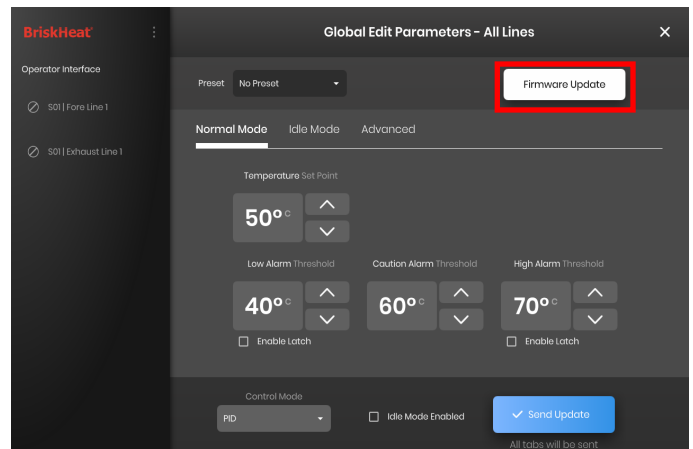 BriskHeat
Global Edit Parameters - All Lines
Operator Interface
S01 | Fore Line 1
S01 | Exhaust Line 1
Preset No Preset
Firmware Update
Normal Mode Idle Mode Advanced
Temperature Set Point
50° C
Low Alarm Threshold Caution Alarm Threshold High Alarm Threshold
40° C 60° C 70° C
Enable Latch Enable Latch
Control Mode
PID Idle Mode Enabled Send Update
All tabs will be sent